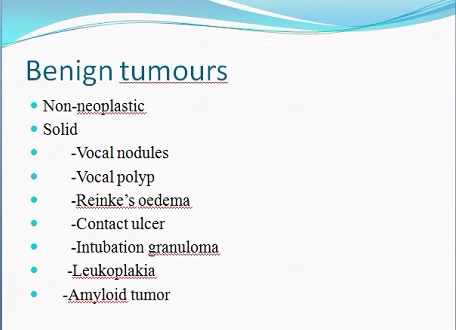 Benign tumours
• Non-neoplastic
• Solid
• -Vocal nodules
• -Vocal polyp
• -Reinke’s oedema
• -Contact ulcer
• -Intubation granuloma
• -Leukoplakia
• -Amyloid tumor